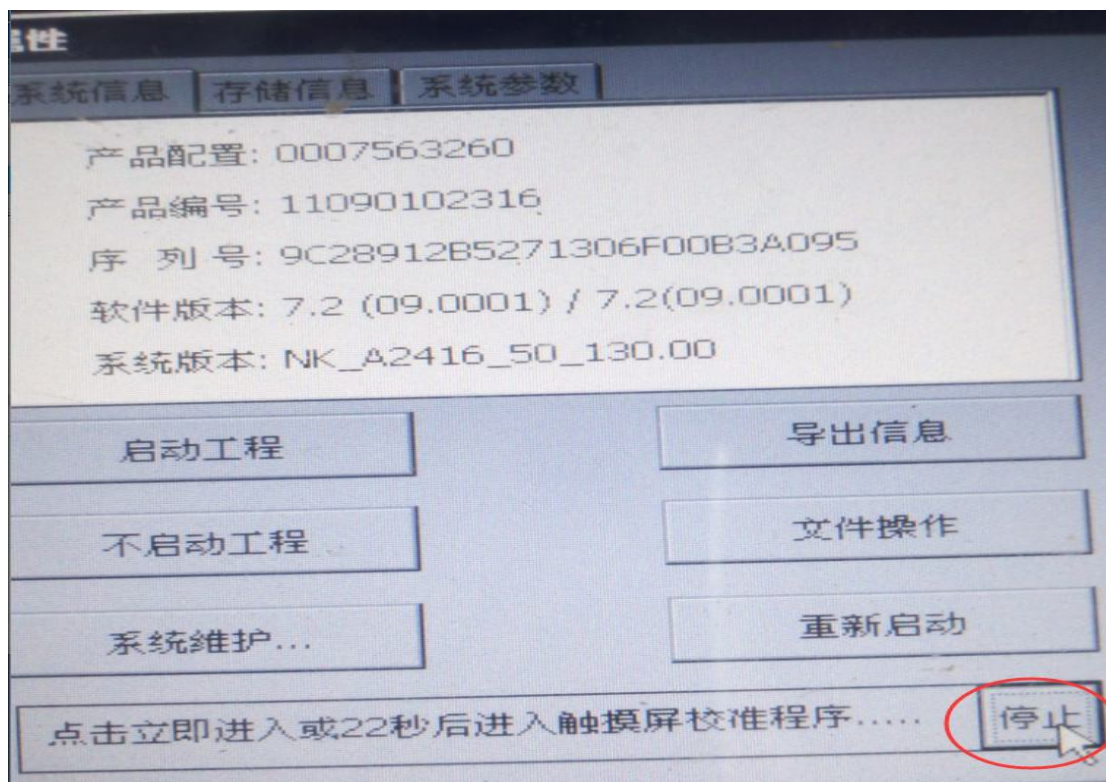 属性
系统信息 存储信息 系统参数
产品配置: 0007563260
产品编号: 11090102316
序 列 号: 9C28912B5271306F00B3A095
软件版本: 7.2 (09.0001) / 7.2(09.0001)
系统版本: NK_A2416_50_130.00
启动工程 导出信息
不启动工程 文件操作
系统维护... 重新启动
点击立即进入或22秒后进入触摸屏校准程序...... 停止